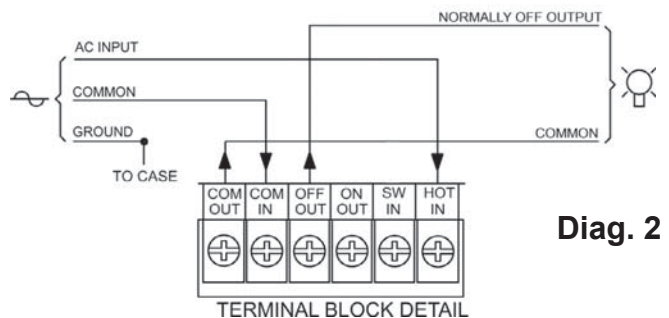 NORMALLY OFF OUTPUT
AC INPUT
COMMON
GROUND
COMMON
TO CASE
COM OUT
COM IN
OFF OUT
ON OUT
SW IN
HOT IN
Diag. 2
TERMINAL BLOCK DETAIL